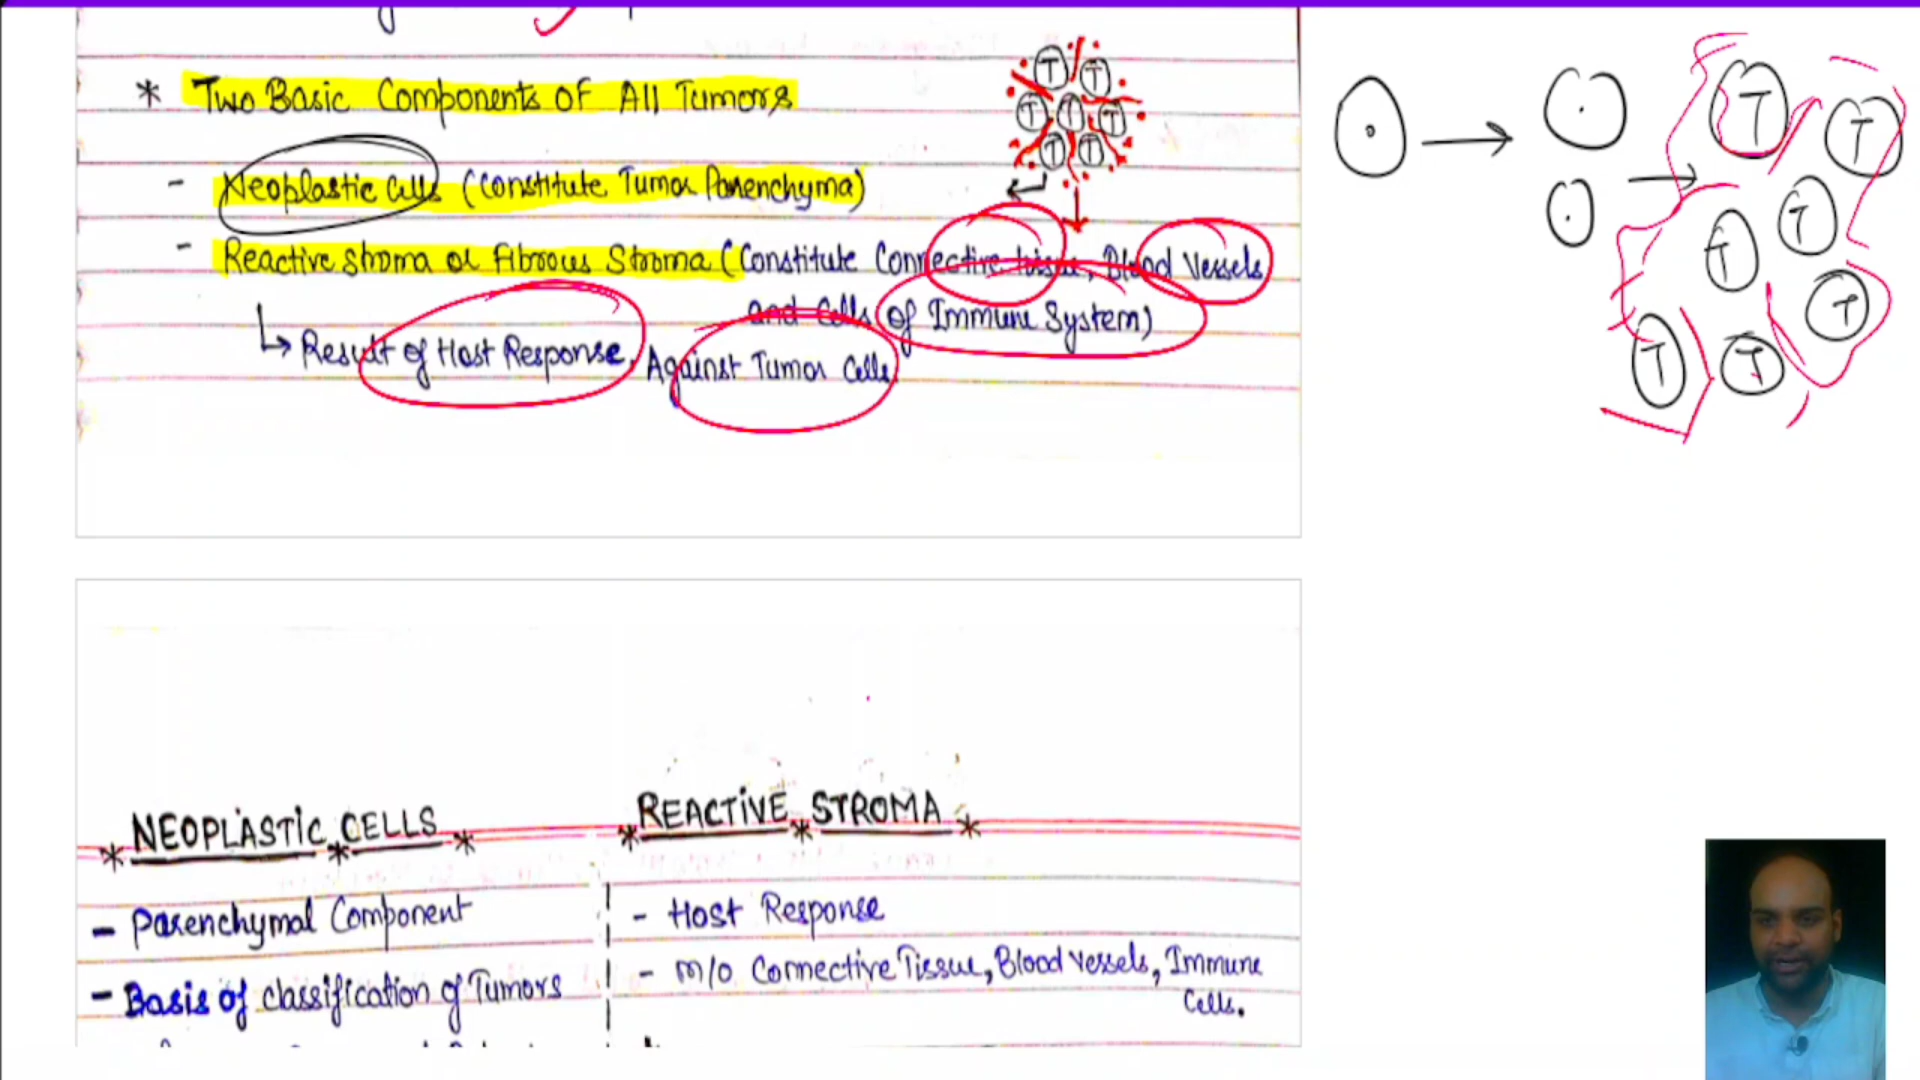 * Two Basic Components of All Tumors
- Neoplastic Cells (Constitute Tumor Parenchyma)
- Reactive Stroma or Fibrous Stroma (Constitute Connective tissue, Blood Vessels
and Cells of Immune System)
↳ Result of Host Response Against Tumor Cells.
T T
T T T
T T
T T
T T
T
T T
* NEOPLASTIC * CELLS *
- Parenchymal Component
- Basis of classification of Tumors
* REACTIVE * STROMA *
- Host Response
- M/O Connective Tissue, Blood Vessels, Immune
Cells.